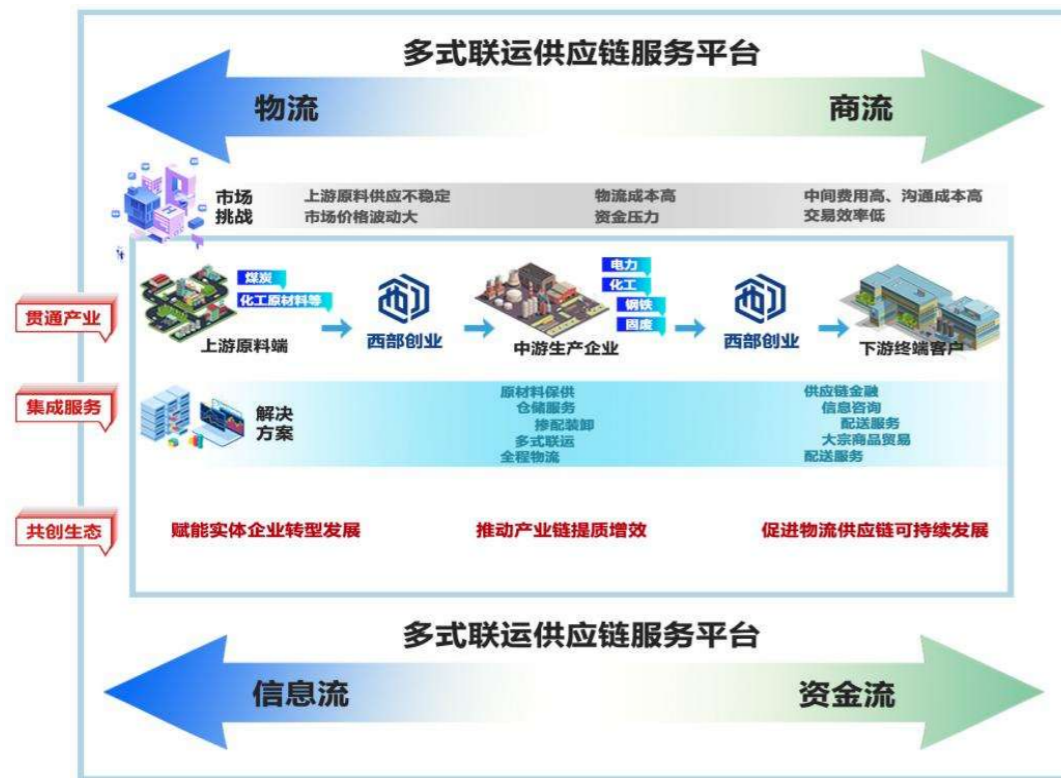 多式联运供应链服务平台
物流
商流
市场
挑战
上游原料供应不稳定
市场价格波动大
物流成本高
资金压力
中间费用高、沟通成本高
交易效率低
贯通产业
煤炭
化工原材料等
上游原料端
西部创业
电力
化工
钢铁
固废
中游生产企业
西部创业
下游终端客户
集成服务
解决
方案
原材料保供
仓储服务
掺配装卸
多式联运
全程物流
供应链金融
信息咨询
配送服务
大宗商品贸易
配送服务
共创生态
赋能实体企业转型发展
推动产业链提质增效
促进物流供应链可持续发展
多式联运供应链服务平台
信息流
资金流